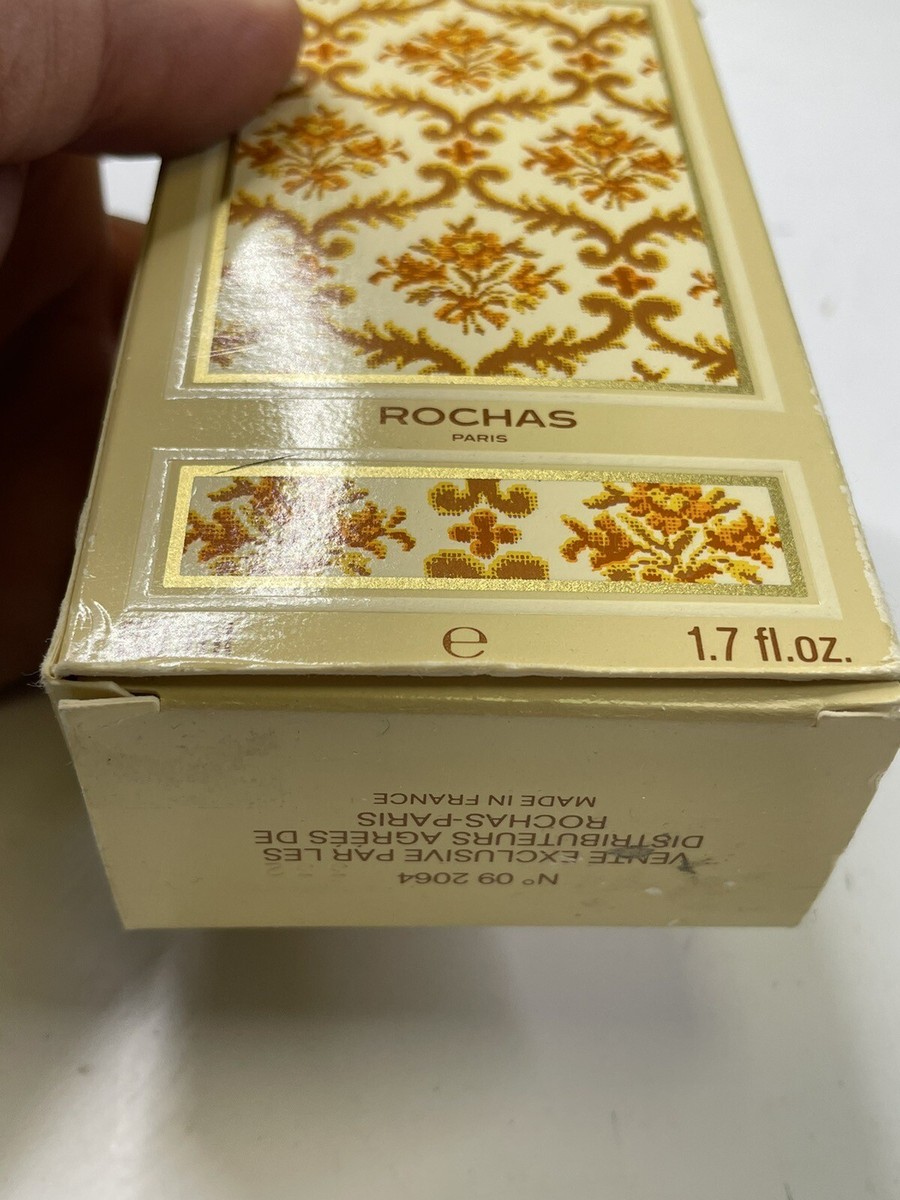 ROCHAS
PARIS
e 1.7 fl.oz.
N° 09 2064
VENTE EXCLUSIVE PAR LES
DISTRIBUTEURS AGRÉÉS DE
ROCHAS-PARIS
MADE IN FRANCE